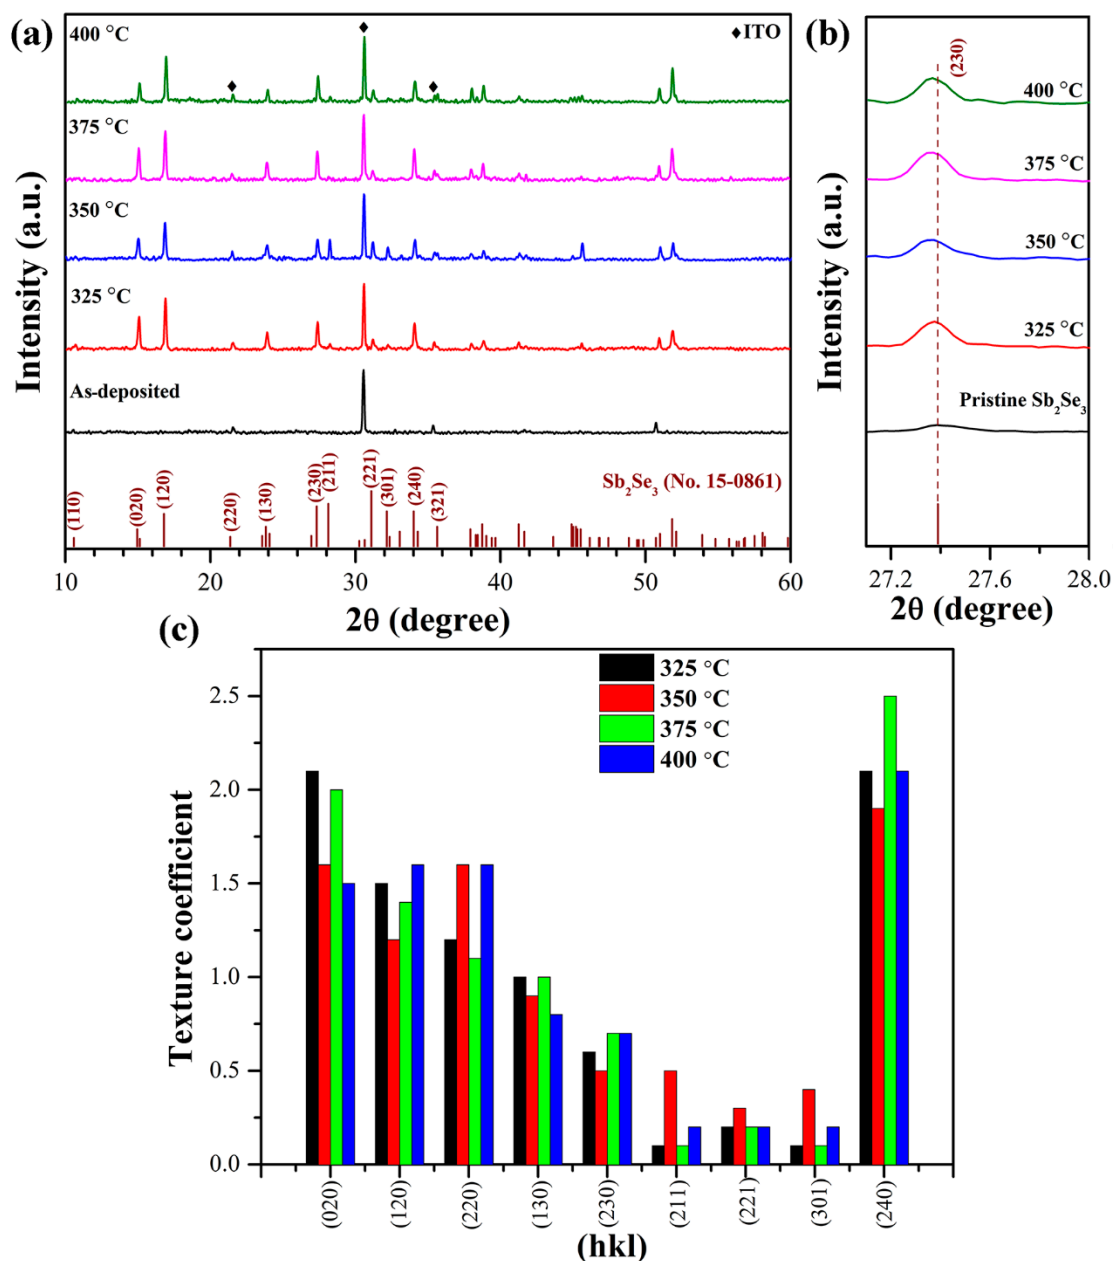 (a)
400 °C
♦ITO
375 °C
350 °C
325 °C
As-deposited
Sb₂Se₃ (No. 15-0861)
(110)
(020)
(120)
(220)
(130)
(230)
(211)
(221)
(301)
(240)
(321)
Intensity (a.u.)
10 20 30 40 50 60
2θ (degree)
(b)
(230)
400 °C
375 °C
350 °C
325 °C
Pristine Sb₂Se₃
Intensity (a.u.)
27.2 27.6 28.0
2θ (degree)
(c)
325 °C
350 °C
375 °C
400 °C
Texture coefficient
2.5
2.0
1.5
1.0
0.5
0.0
(020)
(120)
(220)
(130)
(230)
(211)
(221)
(301)
(240)
(hkl)